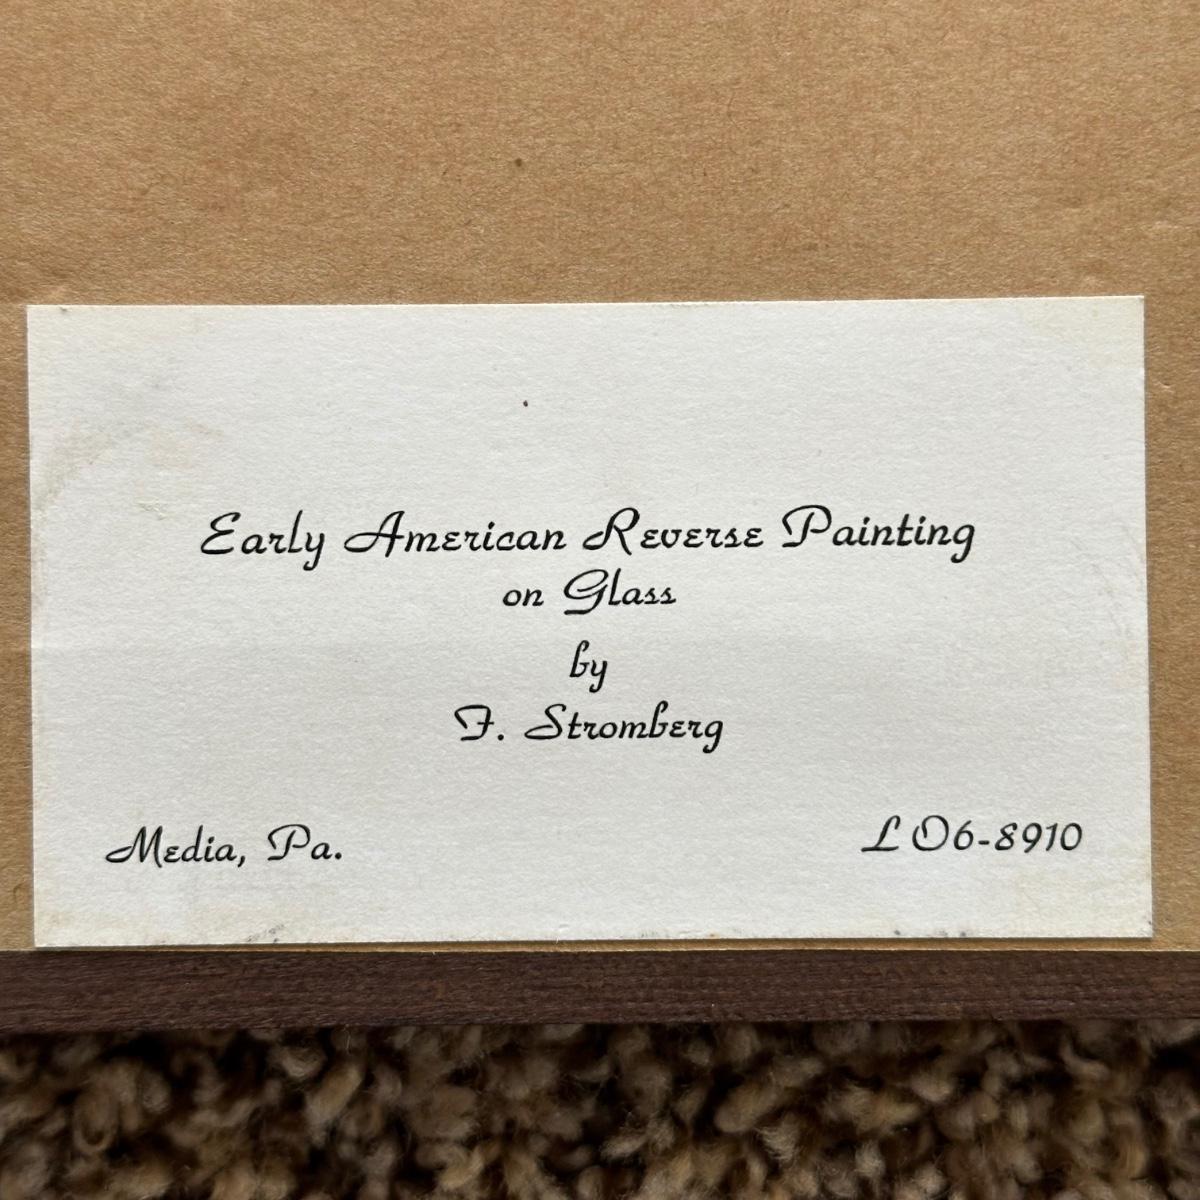 Early American Reverse Painting
on Glass
by
F. Stromberg
Media, Pa. LO6-8910